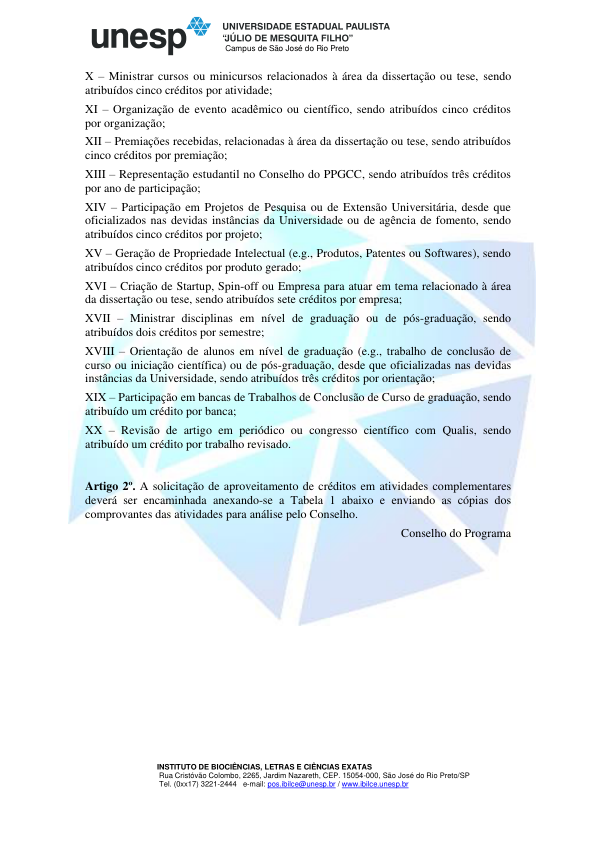 unesp
UNIVERSIDADE ESTADUAL PAULISTA
“JÚLIO DE MESQUITA FILHO”
Campus de São José do Rio Preto
X – Ministrar cursos ou minicursos relacionados à área da dissertação ou tese, sendo
atribuídos cinco créditos por atividade;
XI – Organização de evento acadêmico ou científico, sendo atribuídos cinco créditos
por organização;
XII – Premiações recebidas, relacionadas à área da dissertação ou tese, sendo atribuídos
cinco créditos por premiação;
XIII – Representação estudantil no Conselho do PPGCC, sendo atribuídos três créditos
por ano de participação;
XIV – Participação em Projetos de Pesquisa ou de Extensão Universitária, desde que
oficializados nas devidas instâncias da Universidade ou de agência de fomento, sendo
atribuídos cinco créditos por projeto;
XV – Geração de Propriedade Intelectual (e.g., Produtos, Patentes ou Softwares), sendo
atribuídos cinco créditos por produto gerado;
XVI – Criação de Startup, Spin-off ou Empresa para atuar em tema relacionado à área
da dissertação ou tese, sendo atribuídos sete créditos por empresa;
XVII – Ministrar disciplinas em nível de graduação ou de pós-graduação, sendo
atribuídos dois créditos por semestre;
XVIII – Orientação de alunos em nível de graduação (e.g., trabalho de conclusão de
curso ou iniciação científica) ou de pós-graduação, desde que oficializadas nas devidas
instâncias da Universidade, sendo atribuídos três créditos por orientação;
XIX – Participação em bancas de Trabalhos de Conclusão de Curso de graduação, sendo
atribuído um crédito por banca;
XX – Revisão de artigo em periódico ou congresso científico com Qualis, sendo
atribuído um crédito por trabalho revisado.
Artigo 2º. A solicitação de aproveitamento de créditos em atividades complementares
deverá ser encaminhada anexando-se a Tabela 1 abaixo e enviando as cópias dos
comprovantes das atividades para análise pelo Conselho.
Conselho do Programa
INSTITUTO DE BIOCIÊNCIAS, LETRAS E CIÊNCIAS EXATAS
Rua Cristóvão Colombo, 2265, Jardim Nazareth, CEP. 15054-000, São José do Rio Preto/SP
Tel. (0xx17) 3221-2444 e-mail: pos.ibilce@unesp.br / www.ibilce.unesp.br